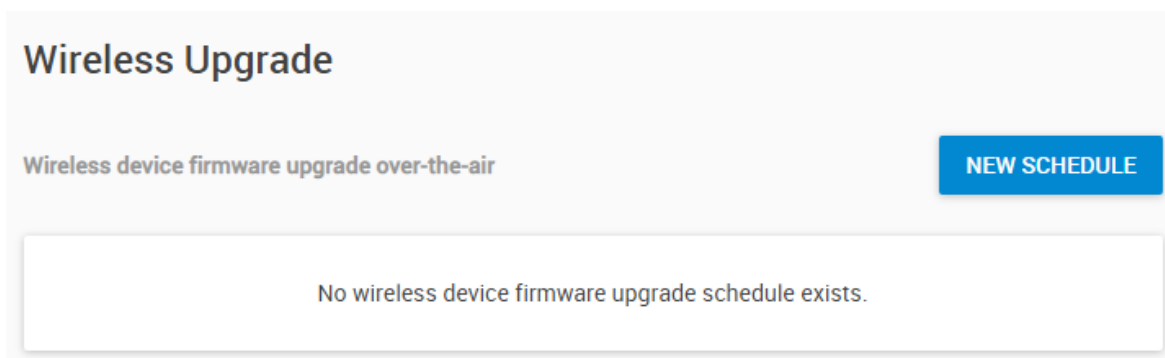 Wireless Upgrade
Wireless device firmware upgrade over-the-air
NEW SCHEDULE
No wireless device firmware upgrade schedule exists.